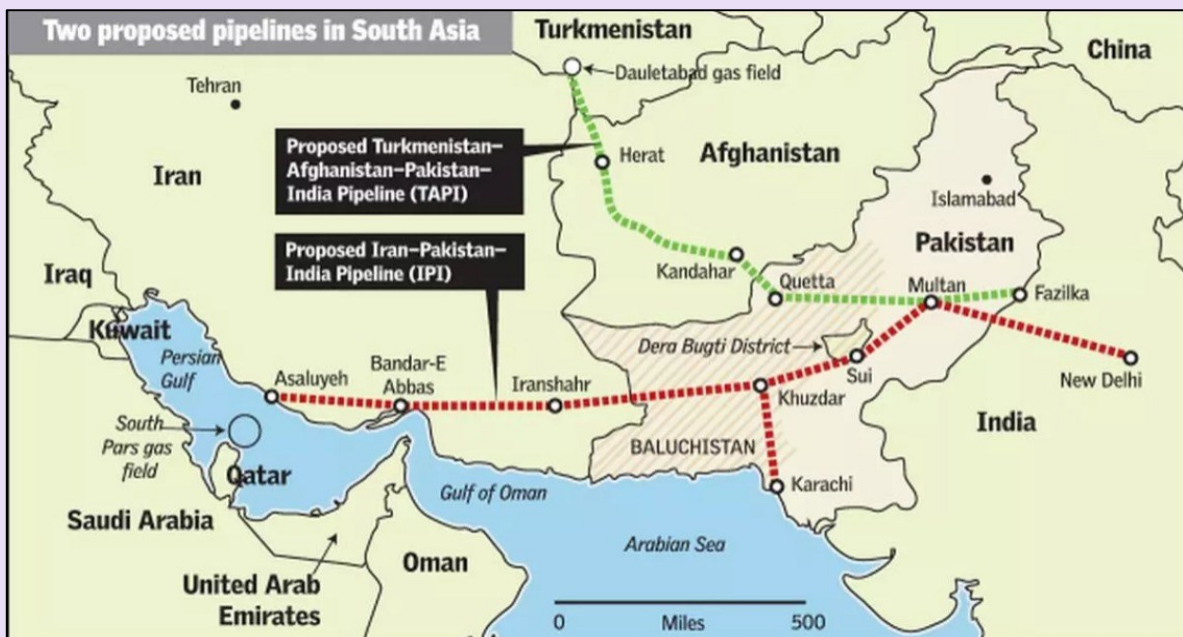 Two proposed pipelines in South Asia
Turkmenistan
China
Dauletabad gas field
Tehran
Proposed Turkmenistan–
Afghanistan–Pakistan–
India Pipeline (TAPI)
Herat
Afghanistan
Iran
Islamabad
Pakistan
Proposed Iran–Pakistan–
India Pipeline (IPI)
Iraq
Kandahar
Quetta
Multan
Fazilka
Kuwait
Persian
Gulf
Dera Bugti District
Asaluyeh
Bandar-E
Abbas
Iranshahr
Sui
New Delhi
Khuzdar
South
Pars gas
field
India
BALUCHISTAN
Qatar
Karachi
Gulf of Oman
Saudi Arabia
Arabian Sea
Oman
United Arab
Emirates
0 Miles 500